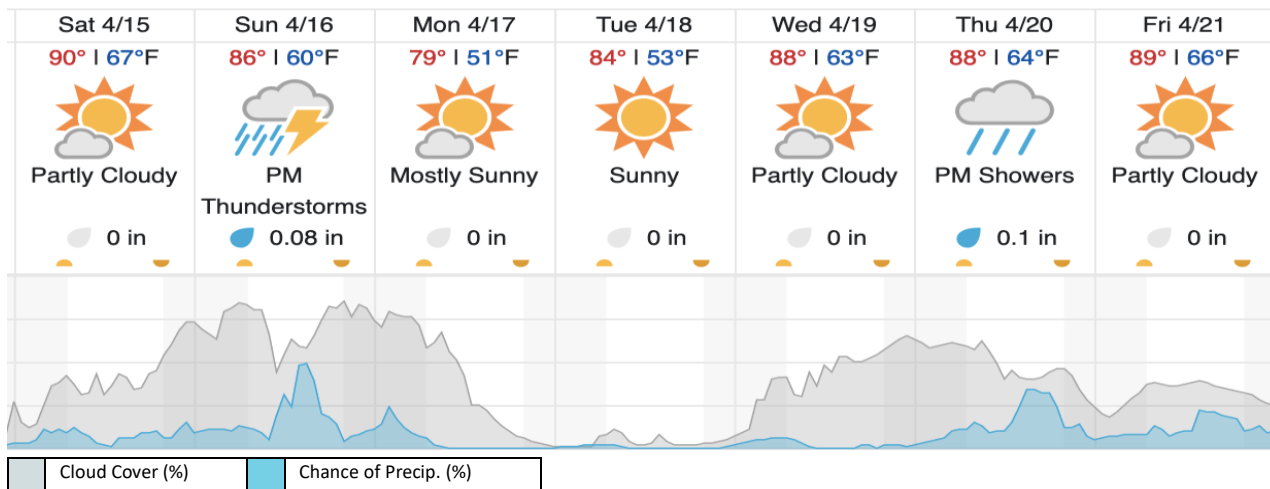 Sat 4/15 Sun 4/16 Mon 4/17 Tue 4/18 Wed 4/19 Thu 4/20 Fri 4/21
90° | 67°F 86° | 60°F 79° | 51°F 84° | 53°F 88° | 63°F 88° | 64°F 89° | 66°F
Partly Cloudy PM Mostly Sunny Sunny Partly Cloudy PM Showers Partly Cloudy
Thunderstorms
0 in 0.08 in 0 in 0 in 0 in 0.1 in 0 in
Cloud Cover (%) Chance of Precip. (%)